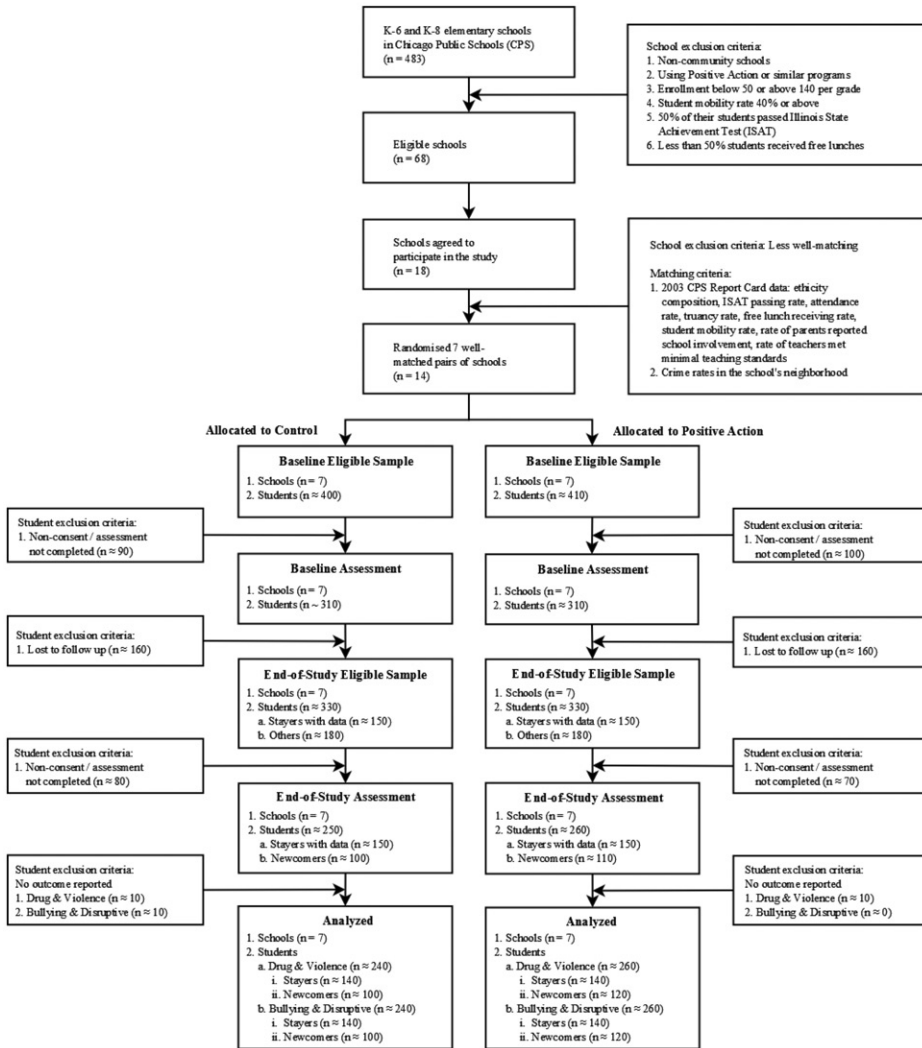 K-6 and K-8 elementary schools
in Chicago Public Schools (CPS)
(n = 483)
School exclusion criteria:
1. Non-community schools
2. Using Positive Action or similar programs
3. Enrollment below 50 or above 140 per grade
4. Student mobility rate 40% or above
5. 50% of their students passed Illinois State
Achievement Test (ISAT)
6. Less than 50% students received free lunches
Eligible schools
(n = 68)
Schools agreed to
participate in the study
(n = 18)
School exclusion criteria: Less well-matching
Matching criteria:
1. 2003 CPS Report Card data: ethicity
composition, ISAT passing rate, attendance
rate, truancy rate, free lunch receiving rate,
student mobility rate, rate of parents reported
school involvement, rate of teachers met
minimal teaching standards
2. Crime rates in the school's neighborhood
Randomised 7 well-
matched pairs of schools
(n = 14)
Allocated to Control
Allocated to Positive Action
Baseline Eligible Sample
1. Schools (n = 7)
2. Students (n ≈ 400)
Baseline Eligible Sample
1. Schools (n = 7)
2. Students (n ≈ 410)
Student exclusion criteria:
1. Non-consent / assessment
not completed (n ≈ 90)
Student exclusion criteria:
1. Non-consent / assessment
not completed (n ≈ 100)
Baseline Assessment
1. Schools (n = 7)
2. Students (n ~ 310)
Baseline Assessment
1. Schools (n = 7)
2. Students (n ≈ 310)
Student exclusion criteria:
1. Lost to follow up (n ≈ 160)
Student exclusion criteria:
1. Lost to follow up (n ≈ 160)
End-of-Study Eligible Sample
1. Schools (n = 7)
2. Students (n ≈ 330)
a. Stayers with data (n ≈ 150)
b. Others (n ≈ 180)
End-of-Study Eligible Sample
1. Schools (n = 7)
2. Students (n ≈ 330)
a. Stayers with data (n ≈ 150)
b. Others (n ≈ 180)
Student exclusion criteria:
1. Non-consent / assessment
not completed (n ≈ 80)
Student exclusion criteria:
1. Non-consent / assessment
not completed (n ≈ 70)
End-of-Study Assessment
1. Schools (n = 7)
2. Students (n ≈ 250)
a. Stayers with data (n ≈ 150)
b. Newcomers (n ≈ 100)
End-of-Study Assessment
1. Schools (n = 7)
2. Students (n ≈ 260)
a. Stayers with data (n ≈ 150)
b. Newcomers (n ≈ 110)
Student exclusion criteria:
No outcome reported
1. Drug & Violence (n ≈ 10)
2. Bullying & Disruptive (n ≈ 10)
Student exclusion criteria:
No outcome reported
1. Drug & Violence (n ≈ 10)
2. Bullying & Disruptive (n ≈ 0)
Analyzed
1. Schools (n = 7)
2. Students
a. Drug & Violence (n ≈ 240)
i. Stayers (n ≈ 140)
ii. Newcomers (n ≈ 100)
b. Bullying & Disruptive (n ≈ 240)
i. Stayers (n ≈ 140)
ii. Newcomers (n ≈ 100)
Analyzed
1. Schools (n = 7)
2. Students
a. Drug & Violence (n ≈ 260)
i. Stayers (n ≈ 140)
ii. Newcomers (n ≈ 120)
b. Bullying & Disruptive (n ≈ 260)
i. Stayers (n ≈ 140)
ii. Newcomers (n ≈ 120)